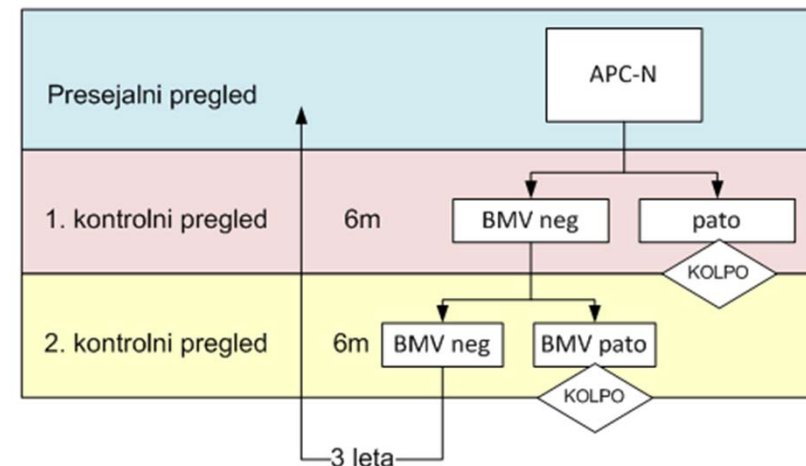 APC-N
Presejalni pregled
1. kontrolni pregled 6m BMV neg pato
KOLPO
2. kontrolni pregled 6m BMV neg BMV pato
KOLPO
3 leta